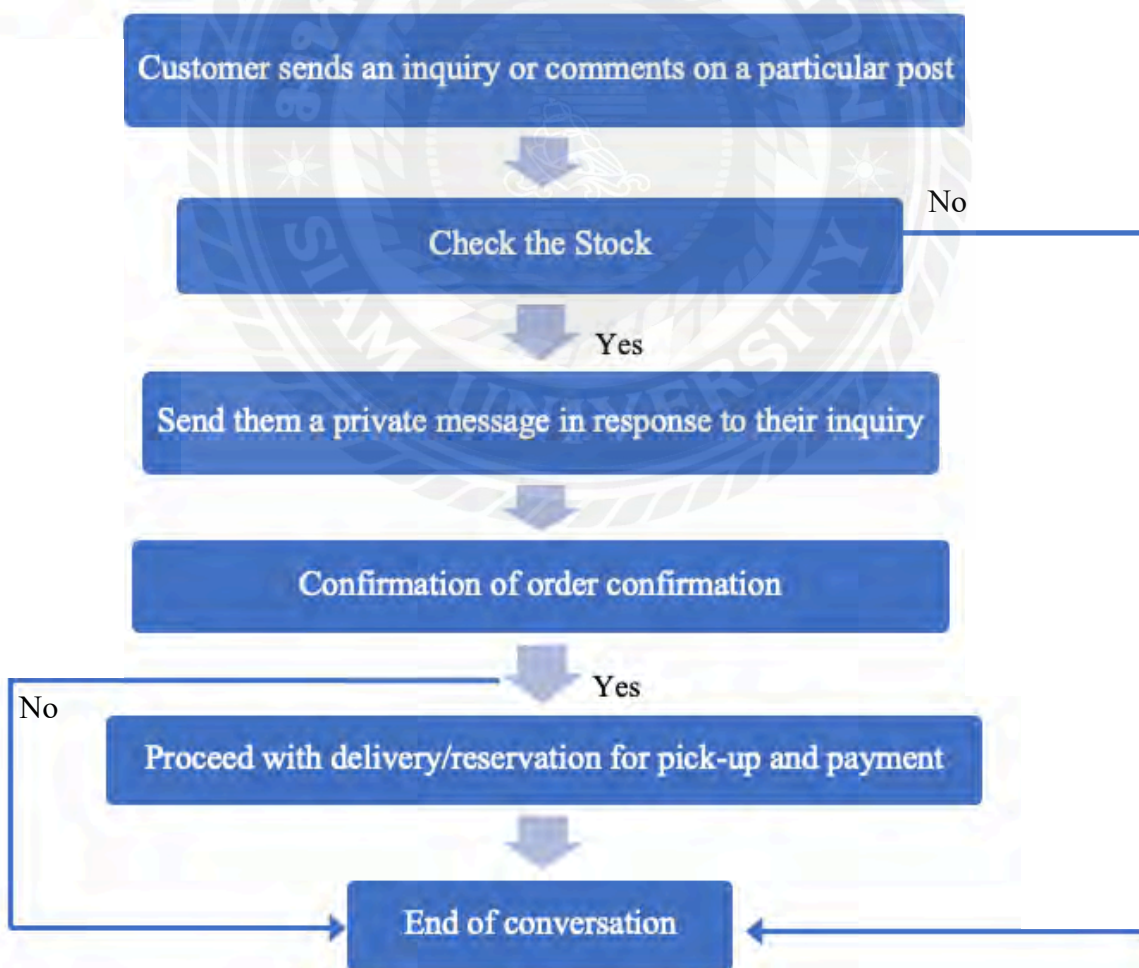 Customer sends an inquiry or comments on a particular post
No
Check the Stock
Yes
Send them a private message in response to their inquiry
Confirmation of order confirmation
Yes
No
Proceed with delivery/reservation for pick-up and payment
End of conversation
SIAM UNIVERSITY